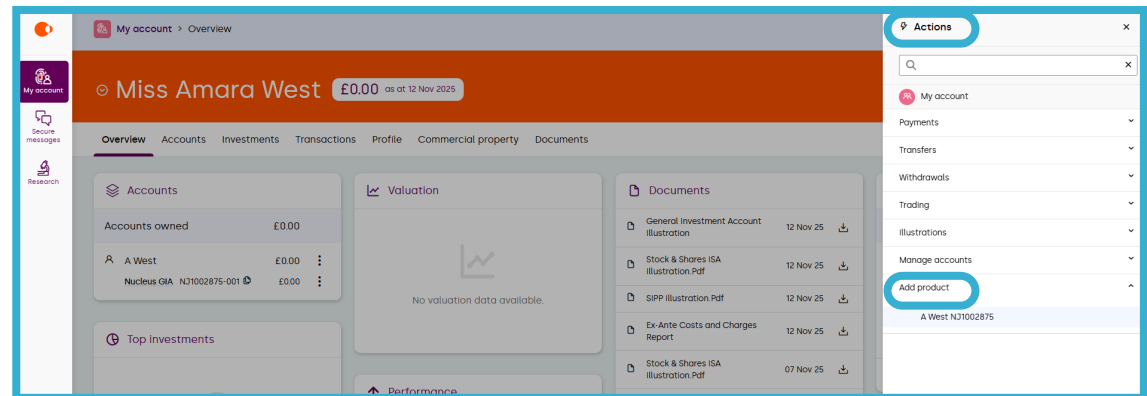 My account > Overview
My account
Secure
messages
Research
Miss Amara West £0.00 as at 12 Nov 2025
Overview Accounts Investments Transactions Profile Commercial property Documents
Accounts
Accounts owned £0.00
A West £0.00
Nucleus GIA NJ1002875-001 £0.00
Top investments
Valuation
No valuation data available.
Performance
Documents
General Investment Account
Illustration 12 Nov 25
Stock & Shares ISA
Illustration.Pdf 12 Nov 25
SIPP Illustration.Pdf 12 Nov 25
Ex-Ante Costs and Charges
Report 12 Nov 25
Stock & Shares ISA
Illustration.Pdf 07 Nov 25
Actions
My account
Payments
Transfers
Withdrawals
Trading
Illustrations
Manage accounts
Add product
A West NJ1002875